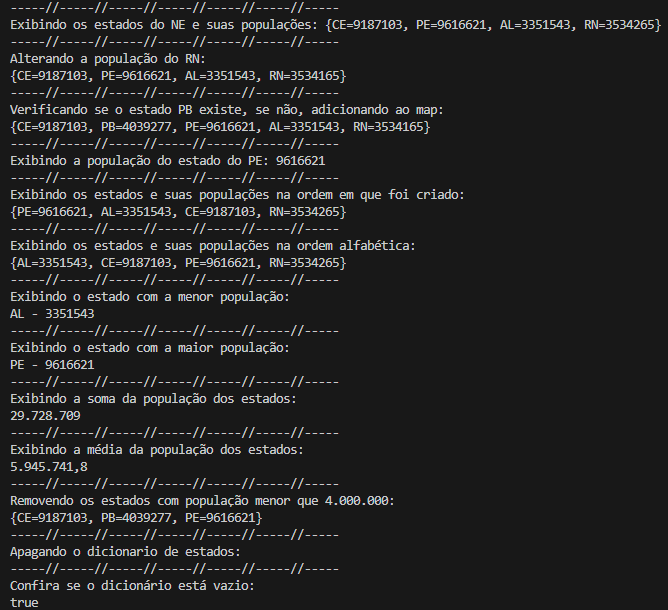 -----//-----//-----//-----//-----//-----//-----
Exibindo os estados do NE e suas populações: {CE=9187103, PE=9616621, AL=3351543, RN=3534265}
-----//-----//-----//-----//-----//-----//-----
Alterando a população do RN:
{CE=9187103, PE=9616621, AL=3351543, RN=3534165}
-----//-----//-----//-----//-----//-----//-----
Verificando se o estado PB existe, se não, adicionando ao map:
{CE=9187103, PB=4039277, PE=9616621, AL=3351543, RN=3534165}
-----//-----//-----//-----//-----//-----//-----
Exibindo a população do estado do PE: 9616621
-----//-----//-----//-----//-----//-----//-----
Exibindo os estados e suas populações na ordem em que foi criado:
{PE=9616621, AL=3351543, CE=9187103, RN=3534265}
-----//-----//-----//-----//-----//-----//-----
Exibindo os estados e suas populações na ordem alfabética:
{AL=3351543, CE=9187103, PE=9616621, RN=3534265}
-----//-----//-----//-----//-----//-----//-----
Exibindo o estado com a menor população:
AL - 3351543
-----//-----//-----//-----//-----//-----//-----
Exibindo o estado com a maior população:
PE - 9616621
-----//-----//-----//-----//-----//-----//-----
Exibindo a soma da população dos estados:
29.728.709
-----//-----//-----//-----//-----//-----//-----
Exibindo a média da população dos estados:
5.945.741,8
-----//-----//-----//-----//-----//-----//-----
Removendo os estados com população menor que 4.000.000:
{CE=9187103, PB=4039277, PE=9616621}
-----//-----//-----//-----//-----//-----//-----
Apagando o dicionario de estados:
-----//-----//-----//-----//-----//-----//-----
Confira se o dicionário está vazio:
true